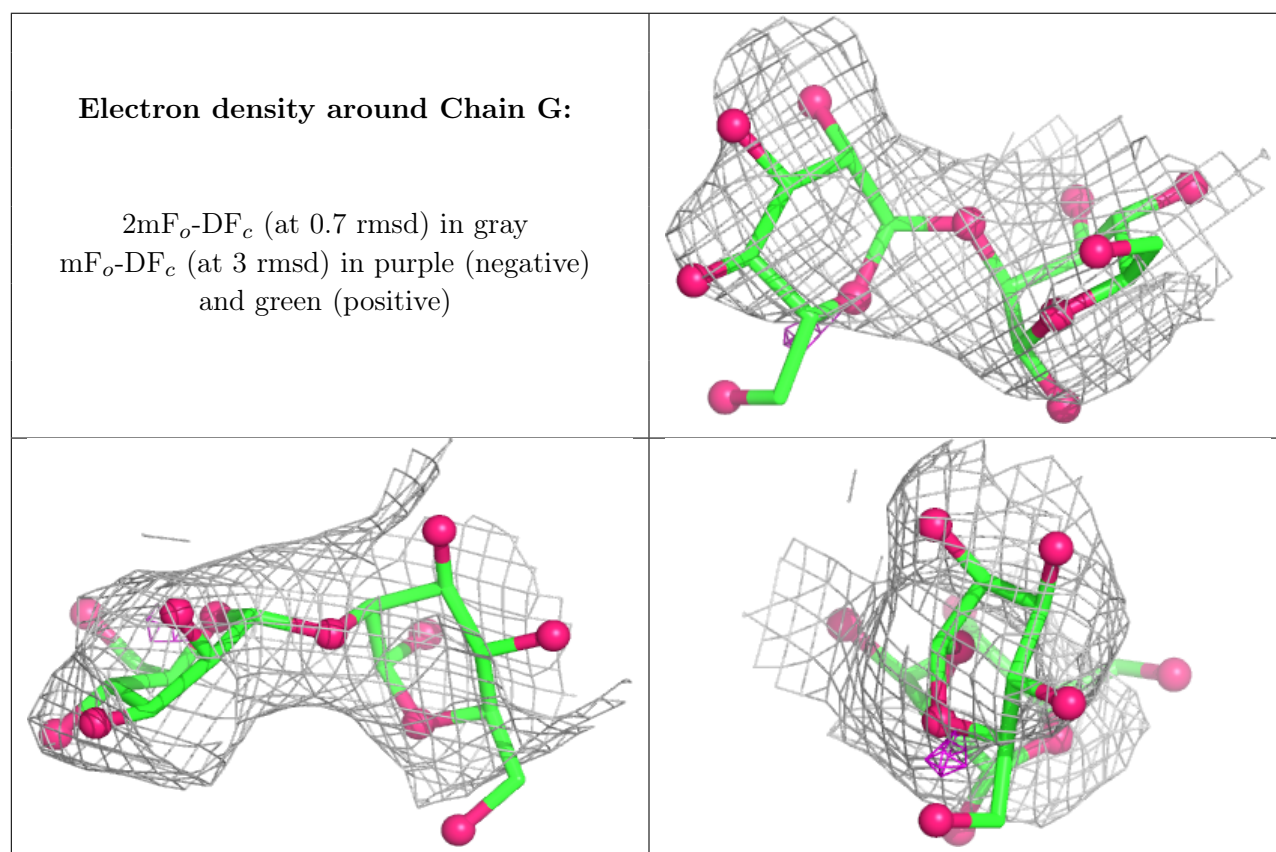 Electron density around Chain G:
2mFo-DFc (at 0.7 rmsd) in gray
mFo-DFc (at 3 rmsd) in purple (negative)
and green (positive)